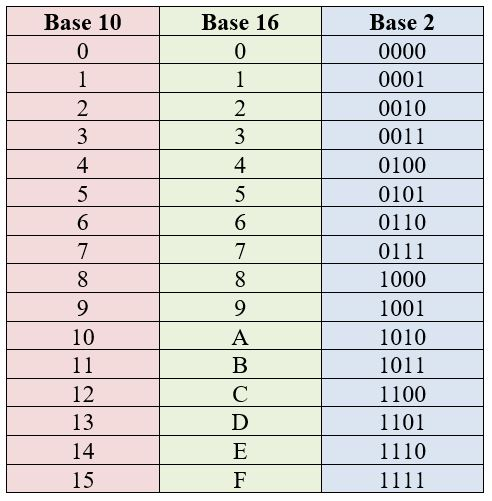 Base 10 Base 16 Base 2
0 0 0000
1 1 0001
2 2 0010
3 3 0011
4 4 0100
5 5 0101
6 6 0110
7 7 0111
8 8 1000
9 9 1001
10 A 1010
11 B 1011
12 C 1100
13 D 1101
14 E 1110
15 F 1111